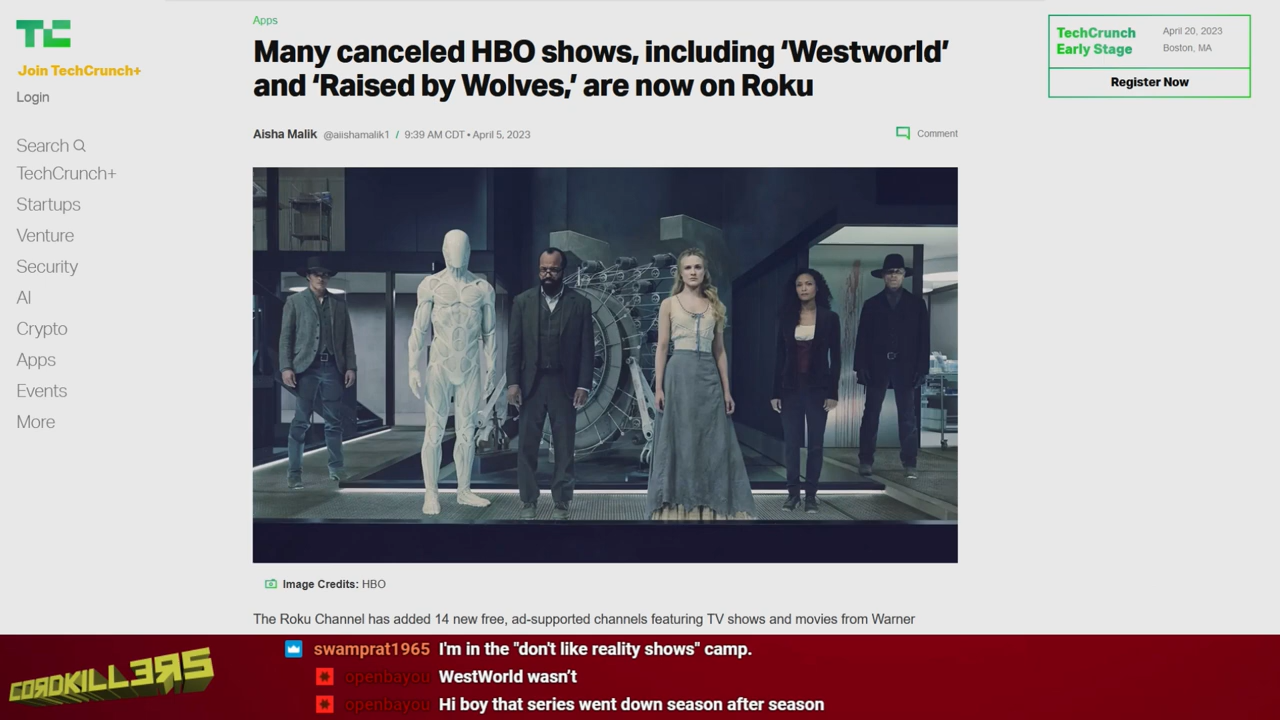 TC
Join TechCrunch+
Login
Search
TechCrunch+
Startups
Venture
Security
AI
Crypto
Apps
Events
More
Apps
Many canceled HBO shows, including ‘Westworld’
and ‘Raised by Wolves,’ are now on Roku
Aisha Malik @aiishamalik1 / 9:39 AM CDT • April 5, 2023
Comment
Image Credits: HBO
The Roku Channel has added 14 new free, ad-supported channels featuring TV shows and movies from Warner
TechCrunch
Early Stage
April 20, 2023
Boston, MA
Register Now
CORDKILLERS
swamprat1965 I'm in the "don't like reality shows" camp.
openbayou WestWorld wasn’t
openbayou Hi boy that series went down season after season